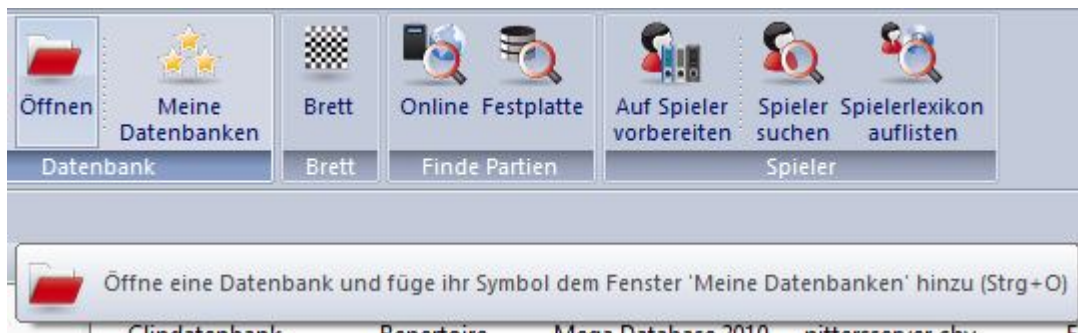 Öffnen
Meine
Datenbanken
Brett
Online Festplatte
Auf Spieler
vorbereiten
Spieler
suchen
Spielerlexikon
auflisten
Datenbank
Brett
Finde Partien
Spieler
Öffne eine Datenbank und füge ihr Symbol dem Fenster 'Meine Datenbanken' hinzu (Strg+O)
Repertoire Mega Database 2010